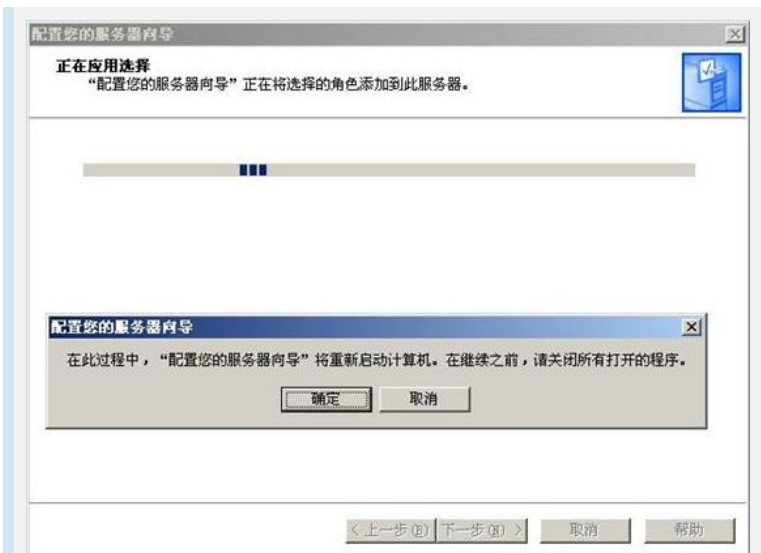 配置您的服务器向导
正在应用选择
“配置您的服务器向导”正在将选择的角色添加到此服务器。
配置您的服务器向导
在此过程中，“配置您的服务器向导”将重新启动计算机。在继续之前，请关闭所有打开的程序。
确定 取消
< 上一步(B) 下一步(N) > 取消 帮助